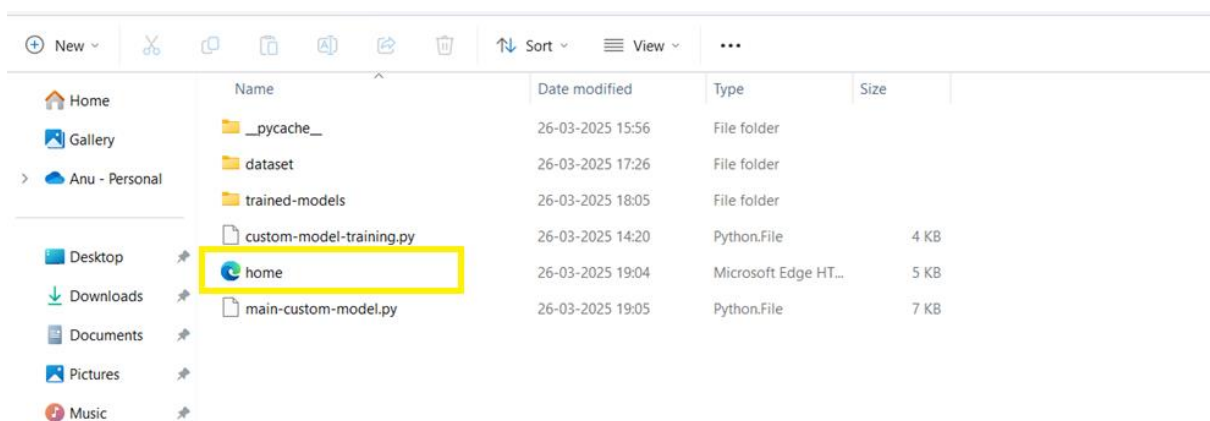 New Sort View •••
Name Date modified Type Size
Home
Gallery
Anu - Personal
Desktop
Downloads
Documents
Pictures
Music
__pycache__ 26-03-2025 15:56 File folder
dataset 26-03-2025 17:26 File folder
trained-models 26-03-2025 18:05 File folder
custom-model-training.py 26-03-2025 14:20 Python.File 4 KB
home 26-03-2025 19:04 Microsoft Edge HT... 5 KB
main-custom-model.py 26-03-2025 19:05 Python.File 7 KB